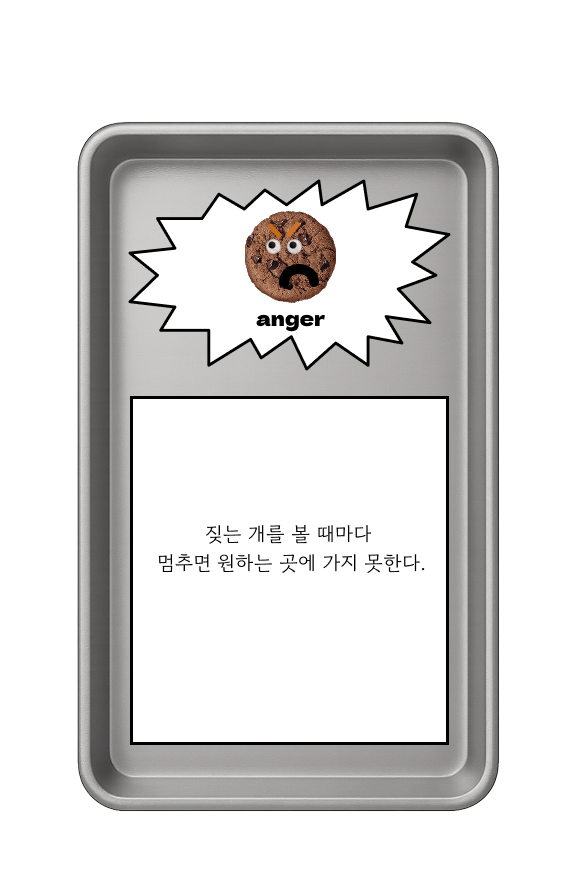 anger
짖는 개를 볼 때마다
멈추면 원하는 곳에 가지 못한다.